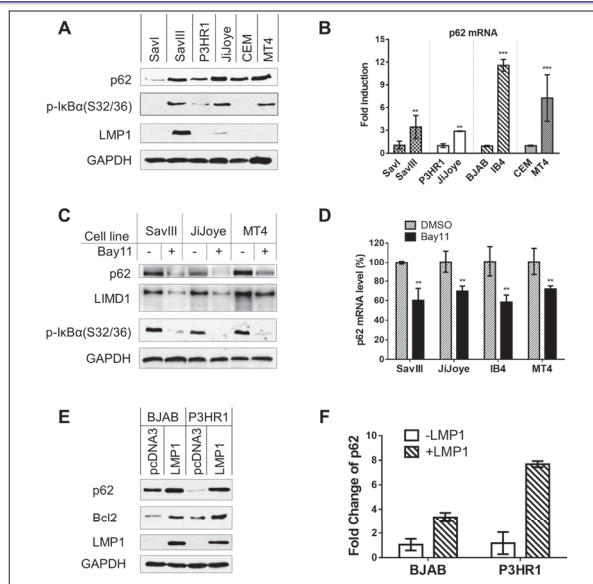 A
SavI
SavIII
P3HR1
JiJoye
CEM
MT4
p62
p-IκBα(S32/36)
LMP1
GAPDH
B
p62 mRNA
Fold induction
15
12
9
6
3
0
**
**
***
***
SavI
SavIII
P3HR1
JiJoye
BJAB
IB4
CEM
MT4
C
Cell line
SavIII
JiJoye
MT4
Bay11
- + - + - +
p62
LIMD1
p-IκBα(S32/36)
GAPDH
D
DMSO
Bay11
p62 mRNA level (%)
120
100
80
60
40
20
0
**
**
**
**
SavIII
JiJoye
IB4
MT4
E
BJAB
P3HR1
pcDNA3
LMP1
pcDNA3
LMP1
p62
Bcl2
LMP1
GAPDH
F
-LMP1
+LMP1
Fold Change of p62
10
8
6
4
2
0
BJAB
P3HR1